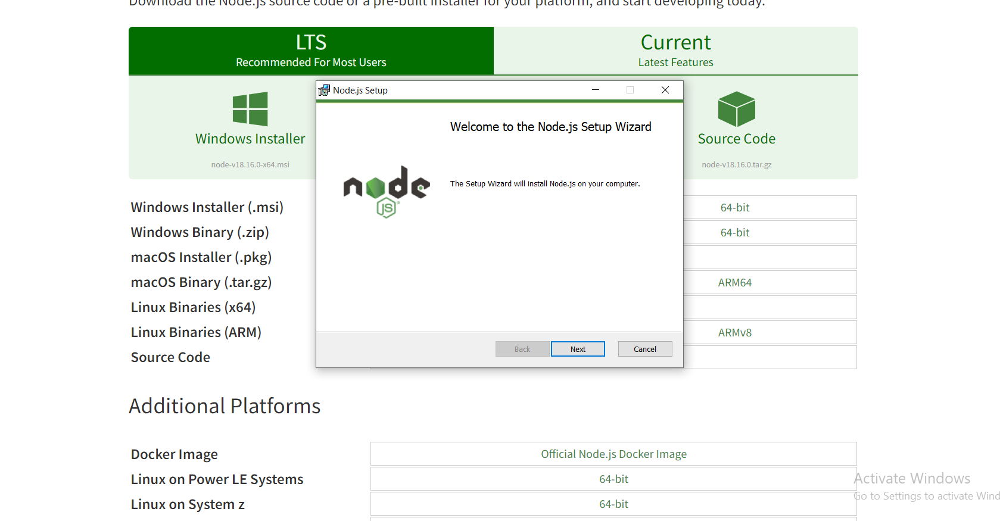 Download the Node.js source code or a pre-built installer for your platform, and start developing today.
LTS
Recommended For Most Users
Current
Latest Features
Windows Installer
node-v18.16.0-x64.msi
Source Code
node-v18.16.0.tar.gz
Node.js Setup
Welcome to the Node.js Setup Wizard
node
JS
The Setup Wizard will install Node.js on your computer.
Back
Next
Cancel
Windows Installer (.msi)
64-bit
Windows Binary (.zip)
64-bit
macOS Installer (.pkg)
macOS Binary (.tar.gz)
ARM64
Linux Binaries (x64)
Linux Binaries (ARM)
ARMv8
Source Code
Additional Platforms
Docker Image
Official Node.js Docker Image
Linux on Power LE Systems
64-bit
Linux on System z
64-bit
Activate Windows
Go to Settings to activate Wind